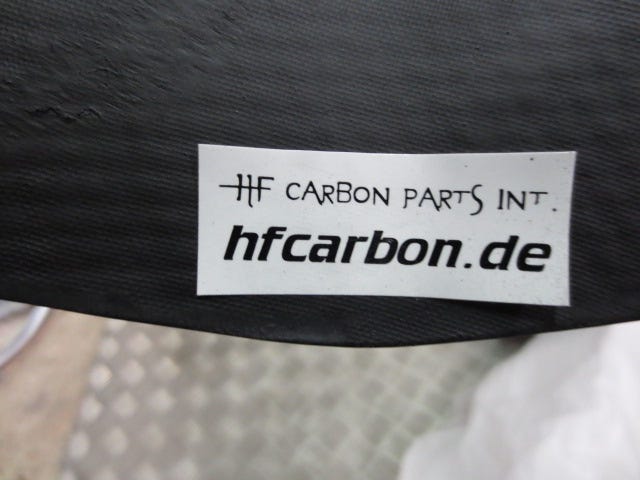 HF CARBON PARTS INT.
hfcarbon.de